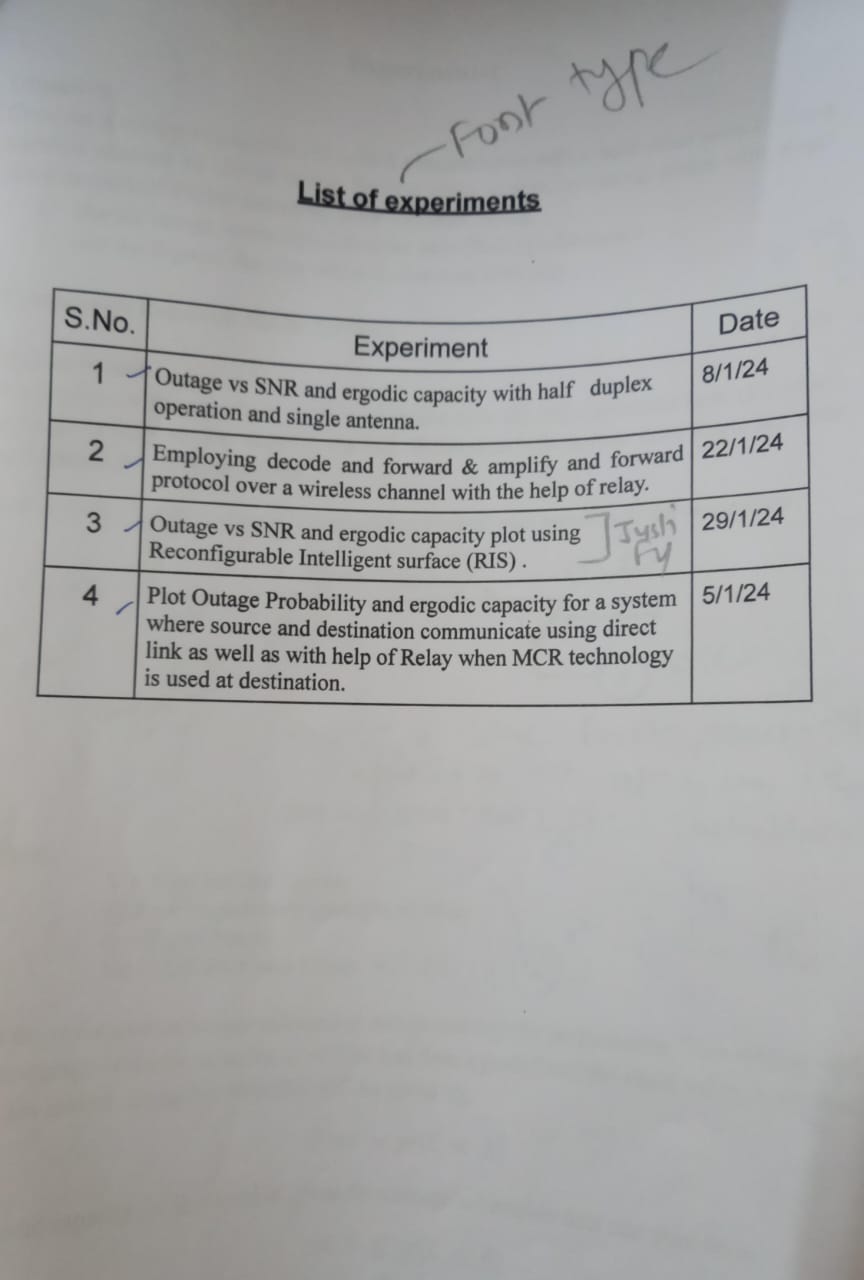 Font type
List of experiments
S.No. Experiment Date
1 Outage vs SNR and ergodic capacity with half duplex 8/1/24
operation and single antenna.
2 Employing decode and forward & amplify and forward 22/1/24
protocol over a wireless channel with the help of relay.
3 Outage vs SNR and ergodic capacity plot using 29/1/24
Reconfigurable Intelligent surface (RIS) .
4 Plot Outage Probability and ergodic capacity for a system 5/1/24
where source and destination communicate using direct
link as well as with help of Relay when MCR technology
is used at destination.